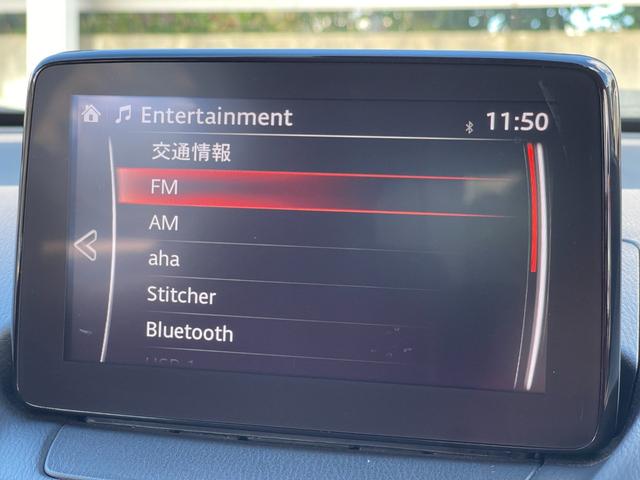 Entertainment
11:50
交通情報
FM
AM
aha
Stitcher
Bluetooth